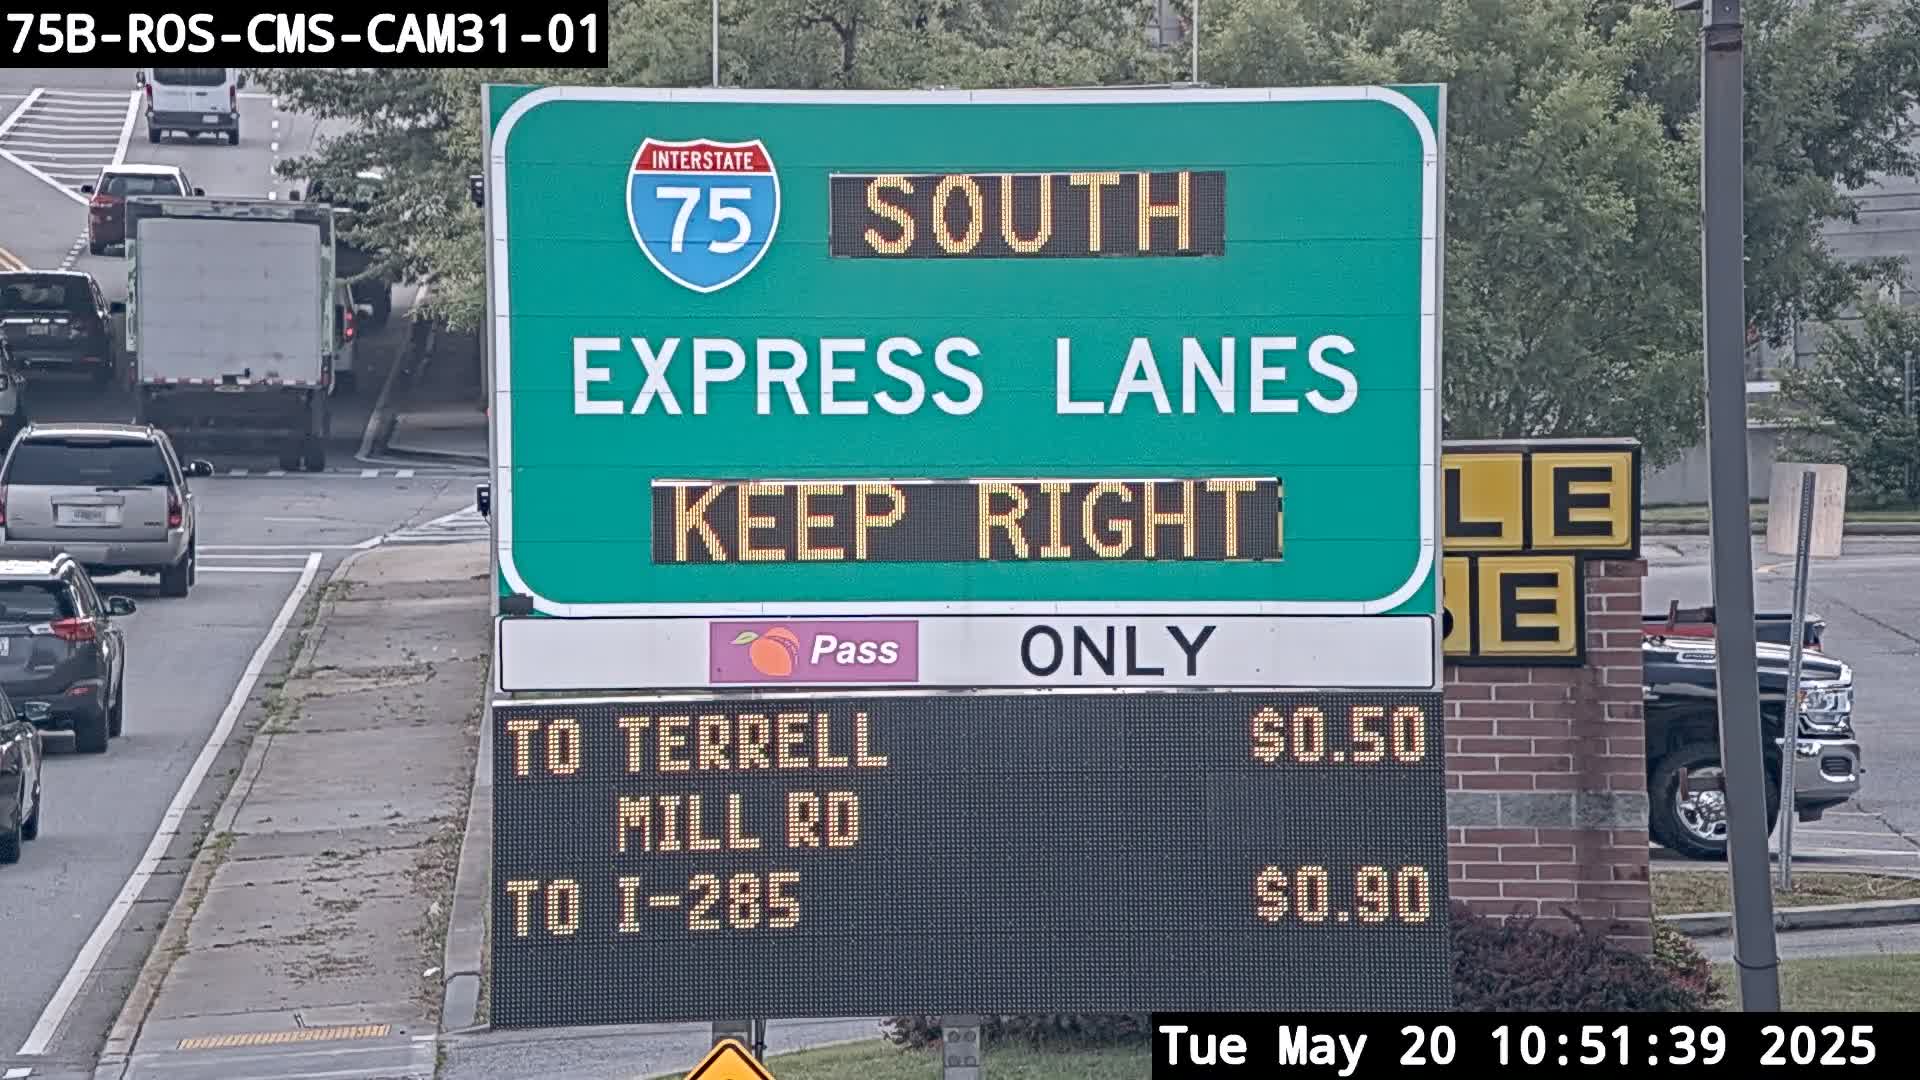 75B-ROS-CMS-CAM31-01
INTERSTATE
75
SOUTH
EXPRESS LANES
KEEP RIGHT
Pass ONLY
TO TERRELL $0.50
MILL RD
TO I-285 $0.90
LE
E
Tue May 20 10:51:39 2025